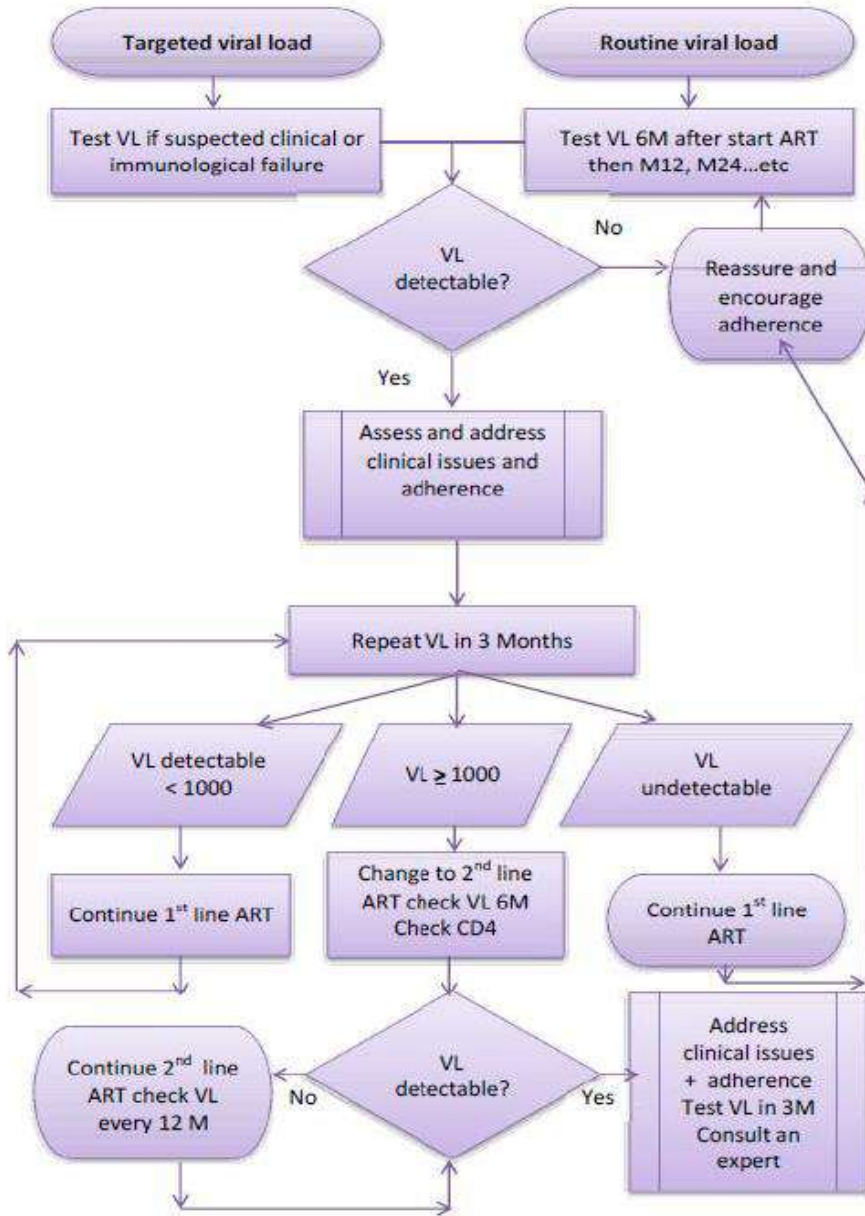 Targeted viral load
Routine viral load
Test VL if suspected clinical or
immunological failure
Test VL 6M after start ART
then M12, M24...etc
VL
detectable?
No
Reassure and
encourage
adherence
Yes
Assess and address
clinical issues and
adherence
Repeat VL in 3 Months
VL detectable
< 1000
VL ≥ 1000
VL
undetectable
Continue 1st line ART
Change to 2nd line
ART check VL 6M
Check CD4
Continue 1st line
ART
Continue 2nd line
ART check VL
every 12 M
No
VL
detectable?
Yes
Address
clinical issues
+ adherence
Test VL in 3M
Consult an
expert